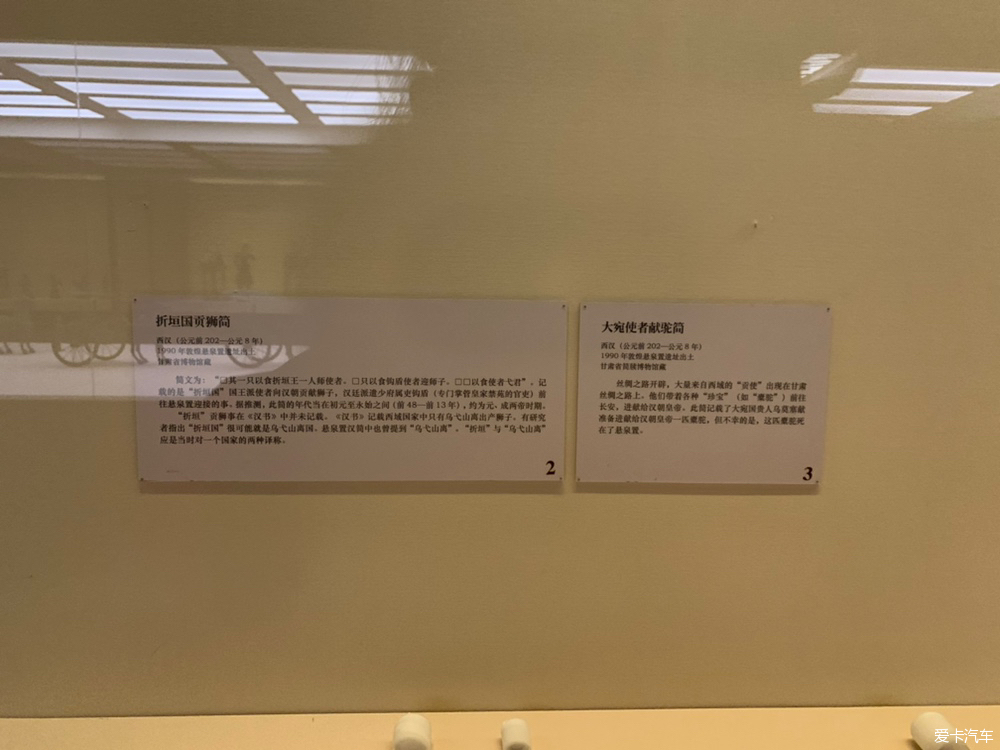 折垣国贡狮简
西汉（公元前202—公元8年）
1990年敦煌悬泉置遗址出土
甘肃省博物馆藏
简文为：“□其一只以食折垣王一人师使者。□只以食钩盾使者迎师子。□□以食使者弋君”。记
载的是“折垣国”国王派使者向汉朝贡献狮子，汉廷派遣少府属吏钩盾（专门掌管皇家禁苑的官吏）前
往悬泉置迎接的事。据推测，此简的年代当在初元至永始之间（前48—前13年），约为元、成两帝时期。
“折垣”贡狮事在《汉书》中并未记载。《汉书》记载西域国家中只有乌弋山离出产狮子。有研究
者指出“折垣国”很可能就是乌弋山离国。悬泉置汉简中也曾提到“乌弋山离”。“折垣”与“乌弋山离”
应是当时对一个国家的两种译称。
2
大宛使者献驼简
西汉（公元前202—公元8年）
1990年敦煌悬泉置遗址出土
甘肃省简牍博物馆藏
丝绸之路开辟，大量来自西域的“贡使”出现在甘肃
丝绸之路上。他们带着各种“珍宝”（如“橐驼”）前往
长安，进献给汉朝皇帝。此简记载了大宛国贵人乌莫塞献
准备进献给汉朝皇帝一匹橐驼，但不幸的是，这匹橐驼死
在了悬泉置。
3
爱卡汽车